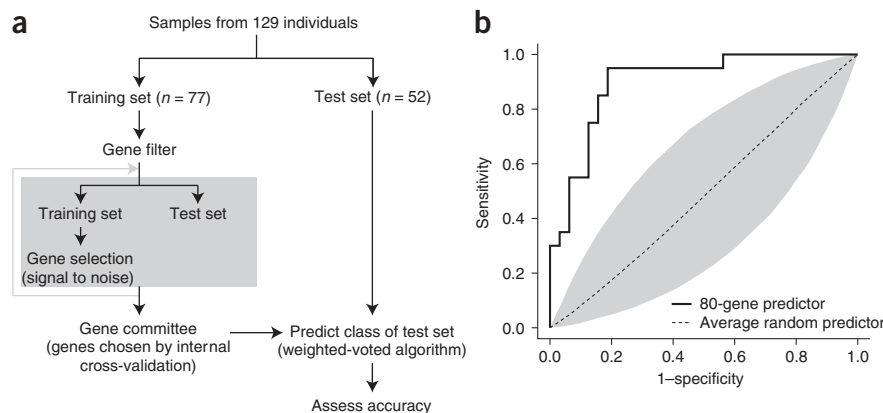 a
Samples from 129 individuals
Training set (n = 77)
Test set (n = 52)
Gene filter
Training set
Test set
Gene selection
(signal to noise)
Gene committee
(genes chosen by internal
cross-validation)
Predict class of test set
(weighted-voted algorithm)
Assess accuracy
b
Sensitivity
1.0
0.8
0.6
0.4
0.2
0.0
80-gene predictor
Average random predictor
0.0 0.2 0.4 0.6 0.8 1.0
1–specificity